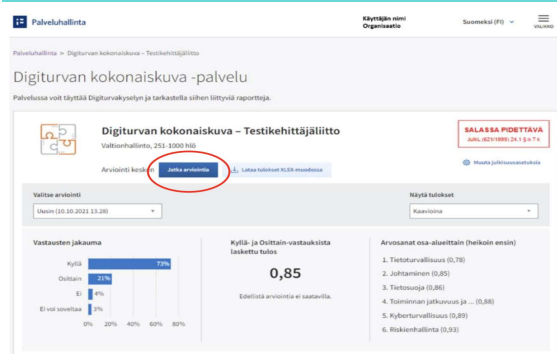 Palveluhallinta
Käyttäjän nimi
Organisaatio
Suomeksi (FI)
VALIKKO
Palveluhallinta > Digiturvan kokonaiskuva – Testikehittäjäliitto
Digiturvan kokonaiskuva -palvelu
Palvelussa voit täyttää Digiturvakyselyn ja tarkastella siihen liittyviä raportteja.
Digiturvan kokonaiskuva – Testikehittäjäliitto
Valtionhallinto, 251-1000 hlö
SALASSA PIDETTÄVÄ
JulkL (621/1999) 24.1 § n 7 k
Arviointi kesken
Jatka arviointia
Lataa tulokset XLSX-muodossa
Muuta julkisuusasetuksia
Valitse arviointi
Näytä tulokset
Uusin (10.10.2021 13.28)
Kaavioina
Vastausten jakauma
Kyllä 73%
Osittain 21%
Ei 4%
Ei voi soveltaa 3%
0% 20% 40% 60% 80%
Kyllä- ja Osittain-vastauksista
laskettu tulos
0,85
Edellistä arviointia ei saatavilla.
Arvosanat osa-alueittain (heikoin ensin)
1. Tietoturvallisuus (0,78)
2. Johtaminen (0,85)
3. Tietosuoja (0,86)
4. Toiminnan jatkuvuus ja ... (0,88)
5. Kyberturvallisuus (0,89)
6. Riskienhallinta (0,93)